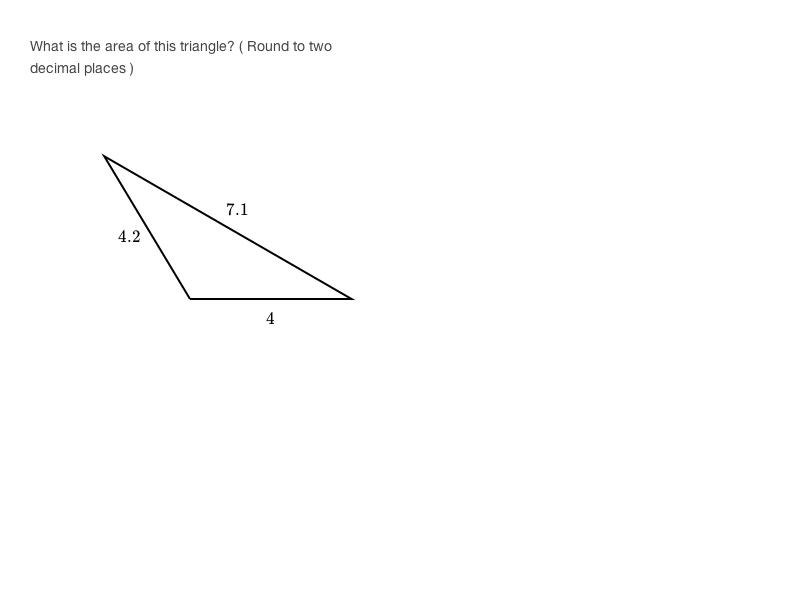 What is the area of this triangle? ( Round to two
decimal places )
7.1
4.2
4